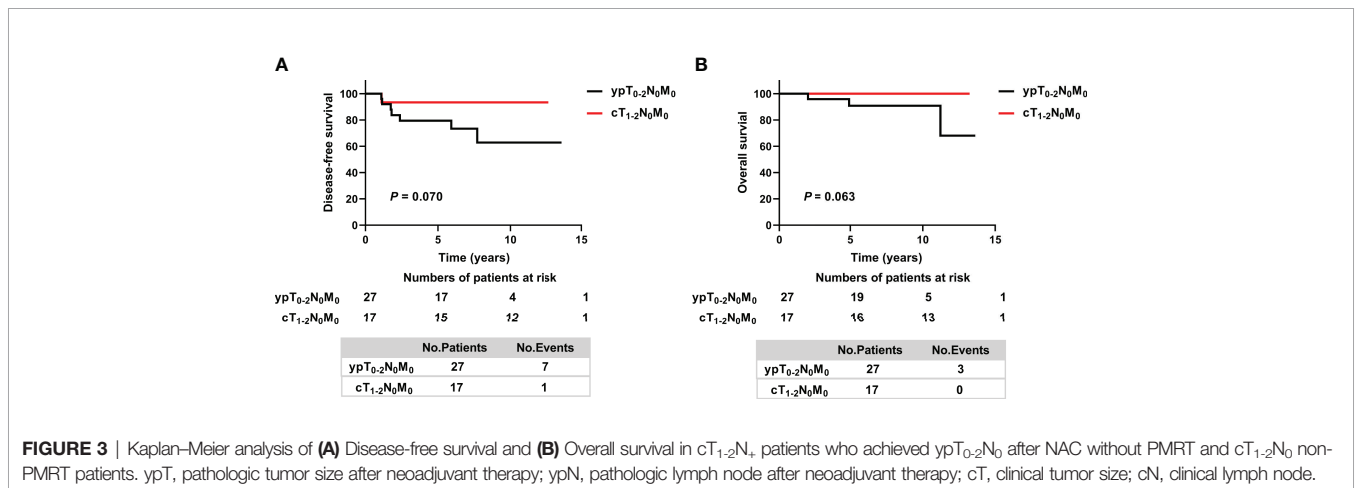 A
100
80
60
40
20
0
Disease-free survival
P = 0.070
0 5 10 15
Time (years)
ypT0-2N0M0
cT1-2N0M0
Numbers of patients at risk
ypT0-2N0M0 27 17 4 1
cT1-2N0M0 17 15 12 1
No.Patients No.Events
ypT0-2N0M0 27 7
cT1-2N0M0 17 1
B
100
80
60
40
20
0
Overall survial
P = 0.063
0 5 10 15
Time (years)
ypT0-2N0M0
cT1-2N0M0
Numbers of patients at risk
ypT0-2N0M0 27 19 5 1
cT1-2N0M0 17 16 13 1
No.Patients No.Events
ypT0-2N0M0 27 3
cT1-2N0M0 17 0
FIGURE 3 | Kaplan–Meier analysis of (A) Disease-free survival and (B) Overall survival in cT1-2N+ patients who achieved ypT0-2N0 after NAC without PMRT and cT1-2N0 non-
PMRT patients. ypT, pathologic tumor size after neoadjuvant therapy; ypN, pathologic lymph node after neoadjuvant therapy; cT, clinical tumor size; cN, clinical lymph node.